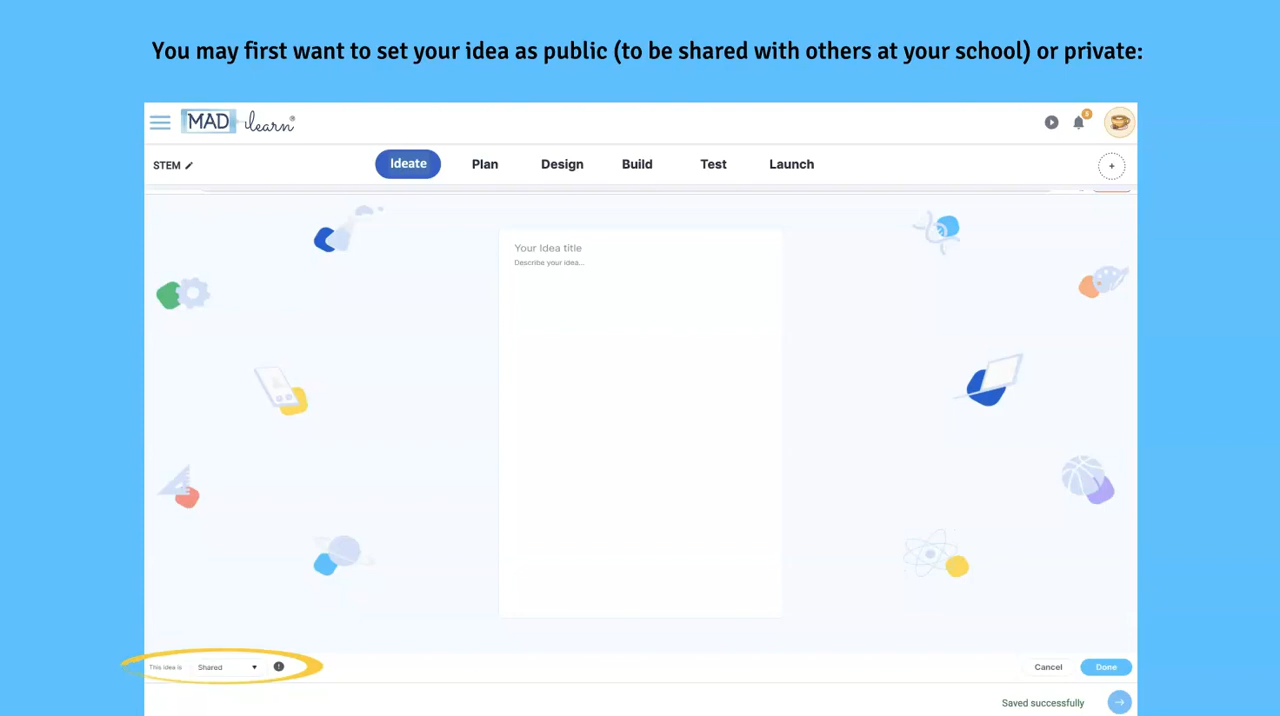 You may first want to set your idea as public (to be shared with others at your school) or private:
MAD -ilearn®
6
STEM
Ideate Plan Design Build Test Launch
+
Your Idea title
Describe your idea...
This idea is Shared
Cancel Done
Saved successfully